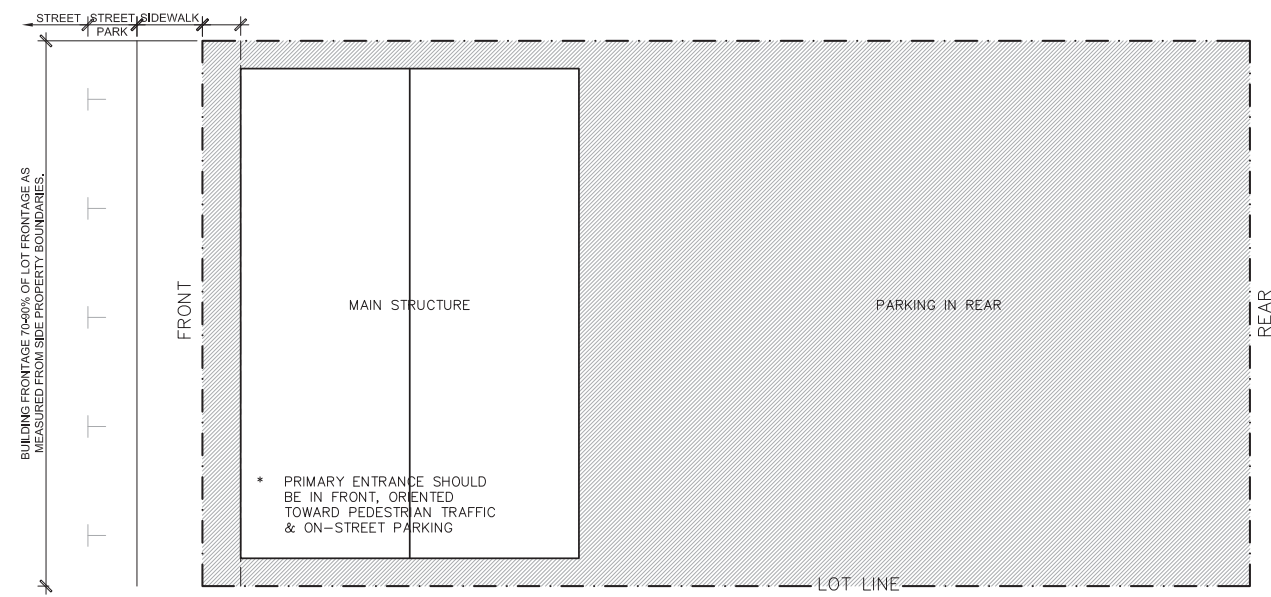 STREET STREET SIDEWALK
PARK
BUILDING FRONTAGE 70-90% OF LOT FRONTAGE AS
MEASURED FROM SIDE PROPERTY BOUNDARIES.
FRONT
MAIN STRUCTURE
PARKING IN REAR
REAR
* PRIMARY ENTRANCE SHOULD
BE IN FRONT, ORIENTED
TOWARD PEDESTRIAN TRAFFIC
& ON-STREET PARKING
LOT LINE